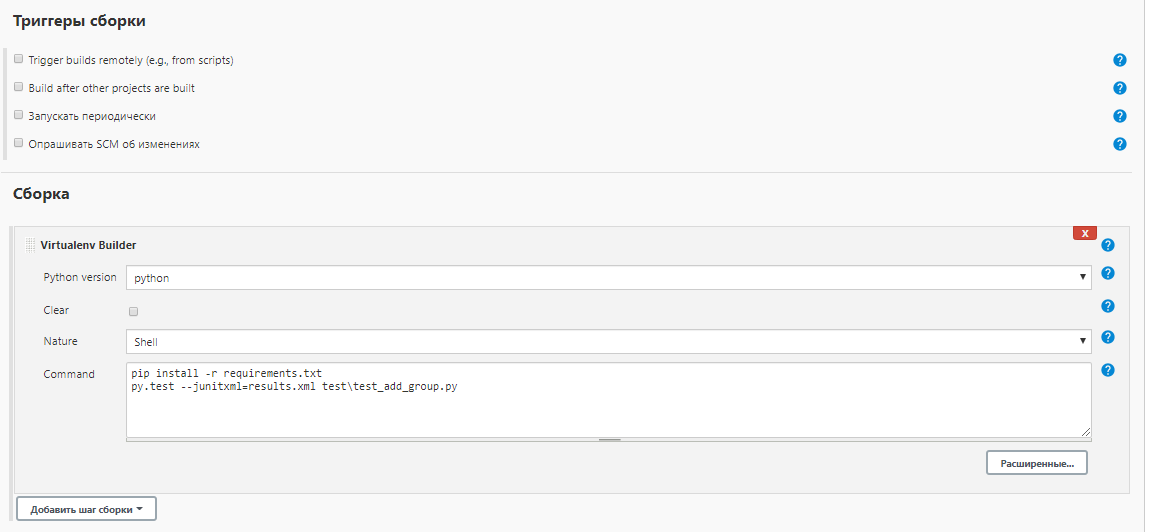 Триггеры сборки
Trigger builds remotely (e.g., from scripts)
Build after other projects are built
Запускать периодически
Опрашивать SCM об изменениях
Сборка
Virtualenv Builder
X
Python version
python
Clear
Nature
Shell
Command
pip install -r requirements.txt
py.test --junitxml=results.xml test\test_add_group.py
Расширенные...
Добавить шаг сборки